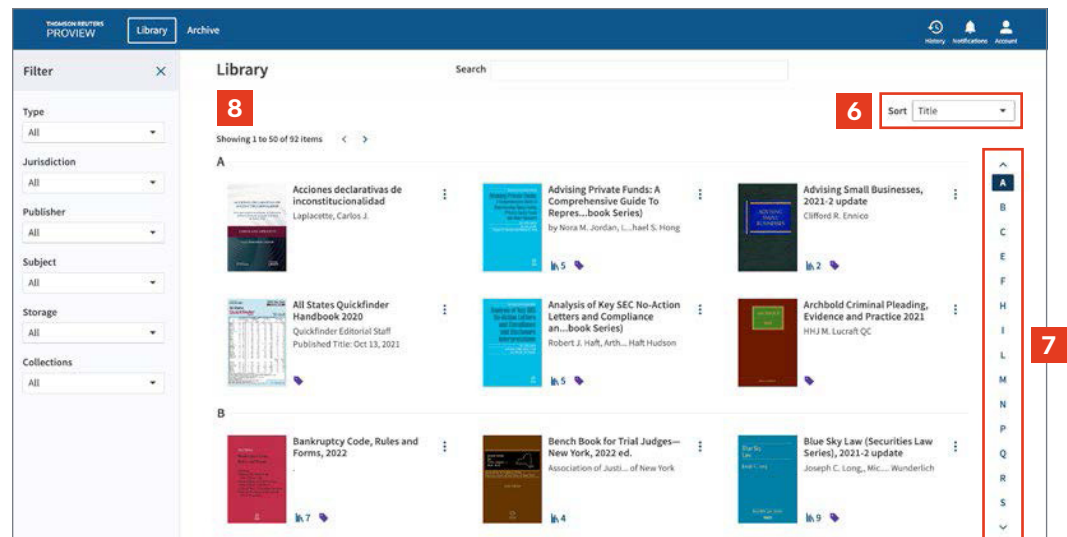 THOMSON REUTERS
PROVIEW
Library
Archive
History
Notifications
Account
Filter
×
Type
All
Jurisdiction
All
Publisher
All
Subject
All
Storage
All
Collections
All
Library
Search
8
6
Sort
Title
Showing 1 to 50 of 92 items < >
A
Acciones declarativas de
inconstitucionalidad
Laplacette, Carlos J.
Advising Private Funds: A
Comprehensive Guide To
Repres...book Series)
by Nora M. Jordan, L...hael S. Hong
5
Advising Small Businesses,
2021-2 update
Clifford R. Ennico
ADVISING
SMALL
BUSINESSES
2
All States Quickfinder
Handbook 2020
Quickfinder Editorial Staff
Published Title: Oct 13, 2021
Analysis of Key SEC No-Action
Letters and Compliance
an...book Series)
Robert J. Haft, Arth... Haft Hudson
5
Archbold Criminal Pleading,
Evidence and Practice 2021
HHJ M. Lucraft QC
B
Bankruptcy Code, Rules and
Forms, 2022
.
7
Bench Book for Trial Judges—
New York, 2022 ed.
Association of Justi... of New York
4
Blue Sky Law (Securities Law
Series), 2021-2 update
Joseph C. Long,, Mic.... Wunderlich
Blue Sky
Law
9
A
B
C
E
F
H
I
L
M
N
P
Q
R
S
7